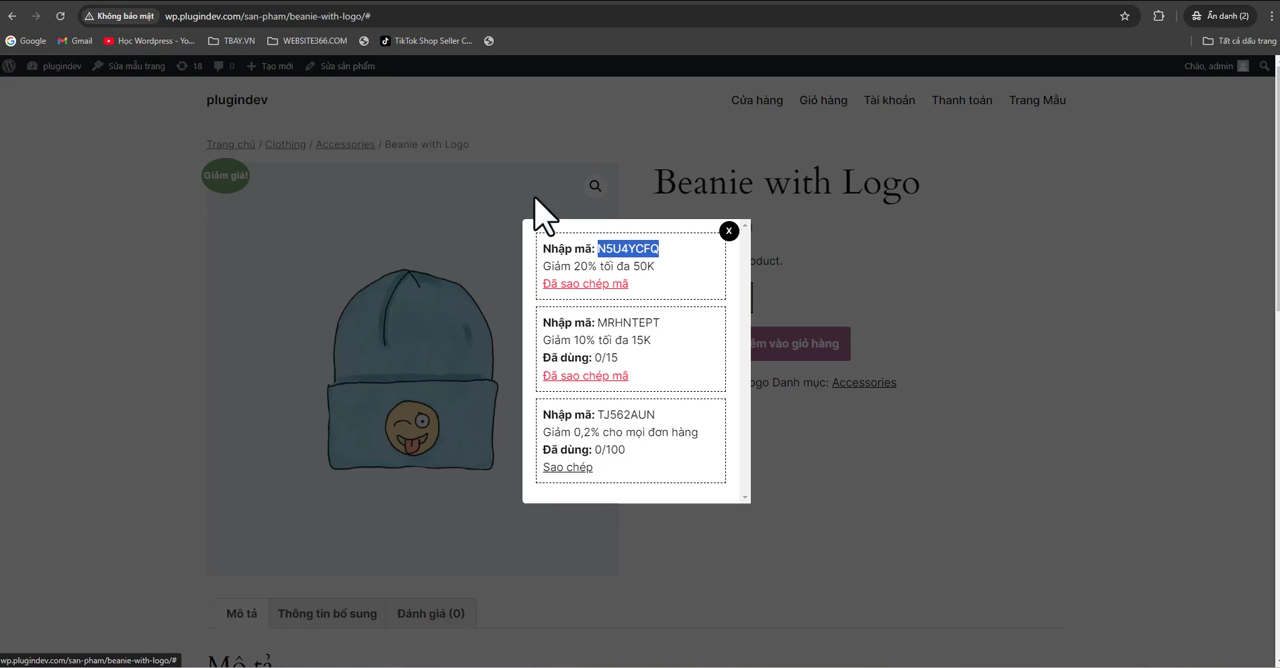 Không bảo mật
wp.plugindev.com/san-pham/beanie-with-logo/#
Ẩn danh (2)
Google
Gmail
Học Wordpress - Yo...
TBAY.VN
WEBSITE366.COM
TikTok Shop Seller C...
Tất cả dấu trang
plugindev
Sửa mẫu trang
18
0
Tạo mới
Sửa sản phẩm
Chào, admin
plugindev
Cửa hàng
Giỏ hàng
Tài khoản
Thanh toán
Trang Mẫu
Trang chủ / Clothing / Accessories / Beanie with Logo
Giảm giá!
Beanie with Logo
X
Nhập mã: N5U4YCFQ
Giảm 20% tối đa 50K
Đã sao chép mã
Nhập mã: MRHNTEPT
Giảm 10% tối đa 15K
Đã dùng: 0/15
Đã sao chép mã
Nhập mã: TJ562AUN
Giảm 0,2% cho mọi đơn hàng
Đã dùng: 0/100
Sao chép
oduct.
êm vào giỏ hàng
ogo Danh mục: Accessories
Mô tả
Thông tin bổ sung
Đánh giá (0)
Mô tả
wp.plugindev.com/san-pham/beanie-with-logo/#